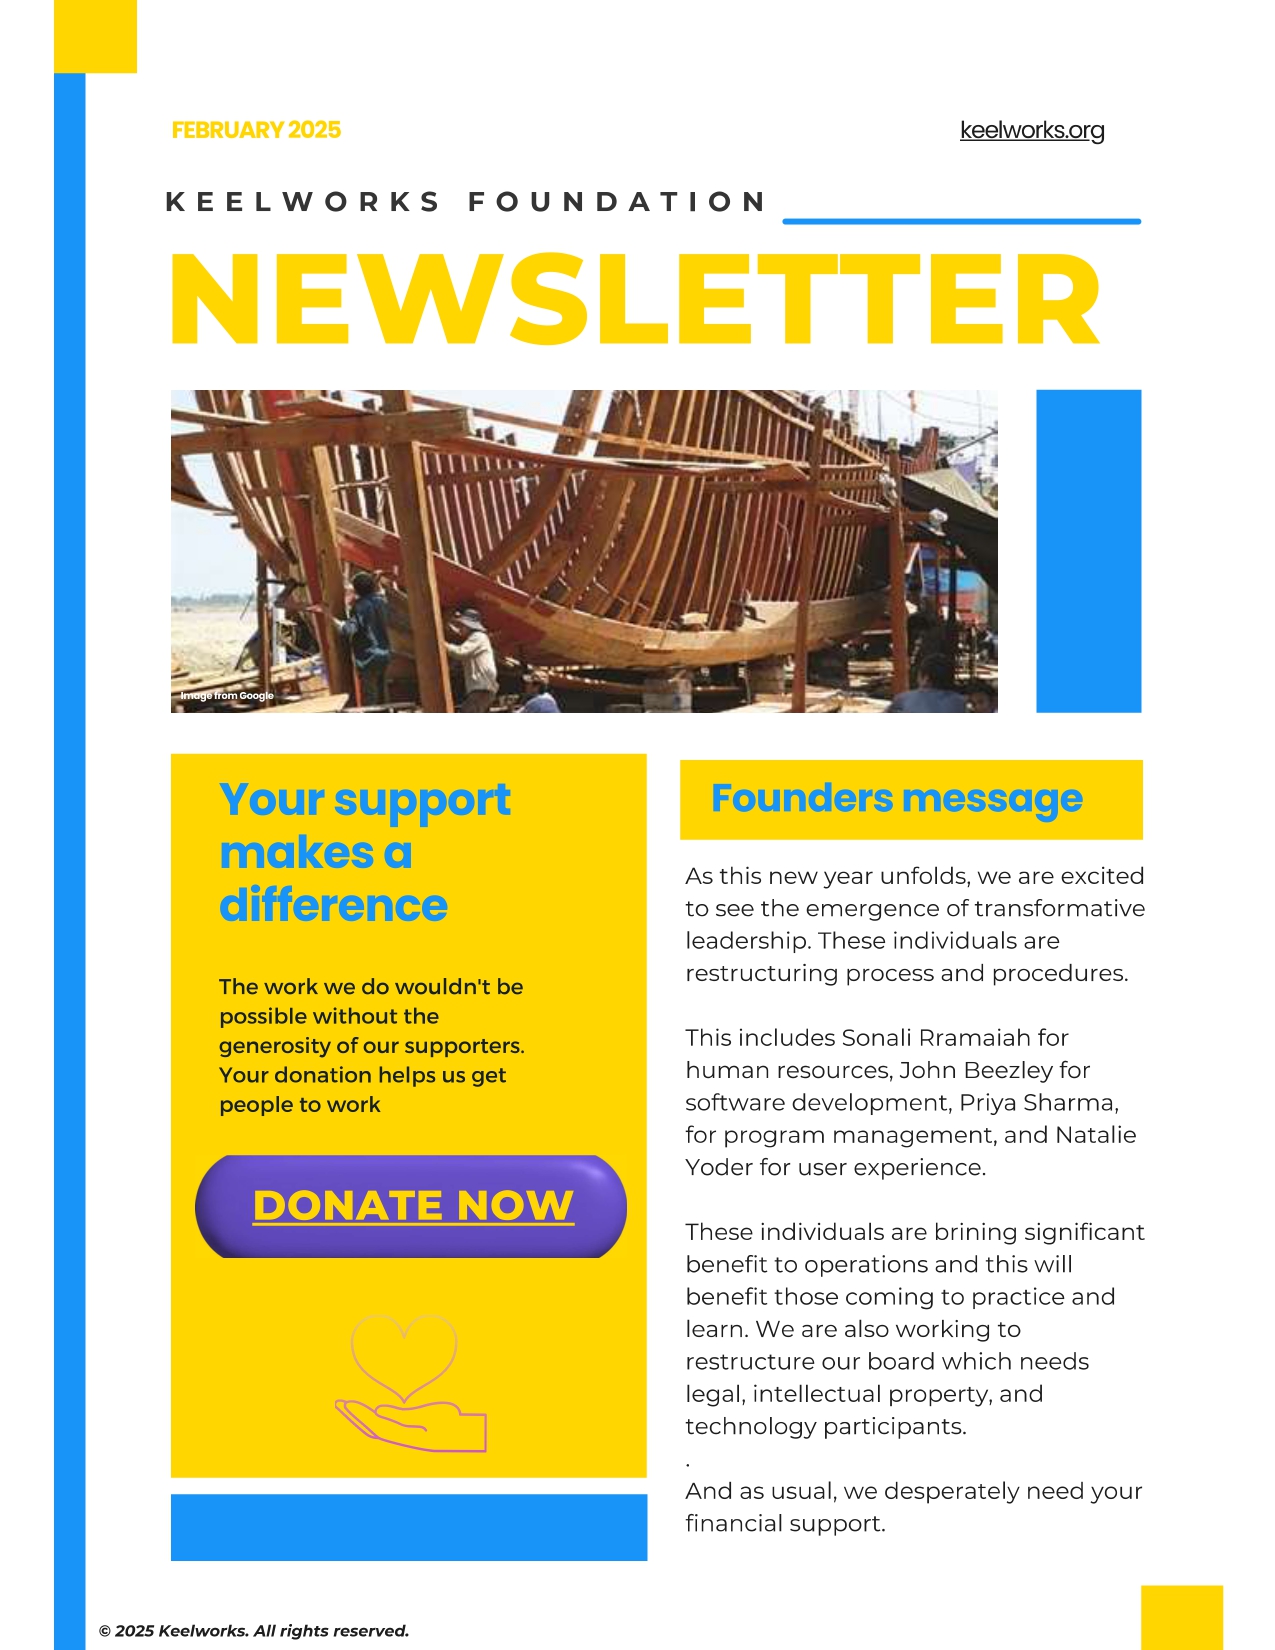 FEBRUARY 2025
keelworks.org
KEELWORKS FOUNDATION
NEWSLETTER
Image from Google
Your support
makes a
difference
The work we do wouldn't be
possible without the
generosity of our supporters.
Your donation helps us get
people to work
DONATE NOW
Founders message
As this new year unfolds, we are excited
to see the emergence of transformative
leadership. These individuals are
restructuring process and procedures.
This includes Sonali Rramaiah for
human resources, John Beezley for
software development, Priya Sharma,
for program management, and Natalie
Yoder for user experience.
These individuals are brining significant
benefit to operations and this will
benefit those coming to practice and
learn. We are also working to
restructure our board which needs
legal, intellectual property, and
technology participants.
.
And as usual, we desperately need your
financial support.
© 2025 Keelworks. All rights reserved.